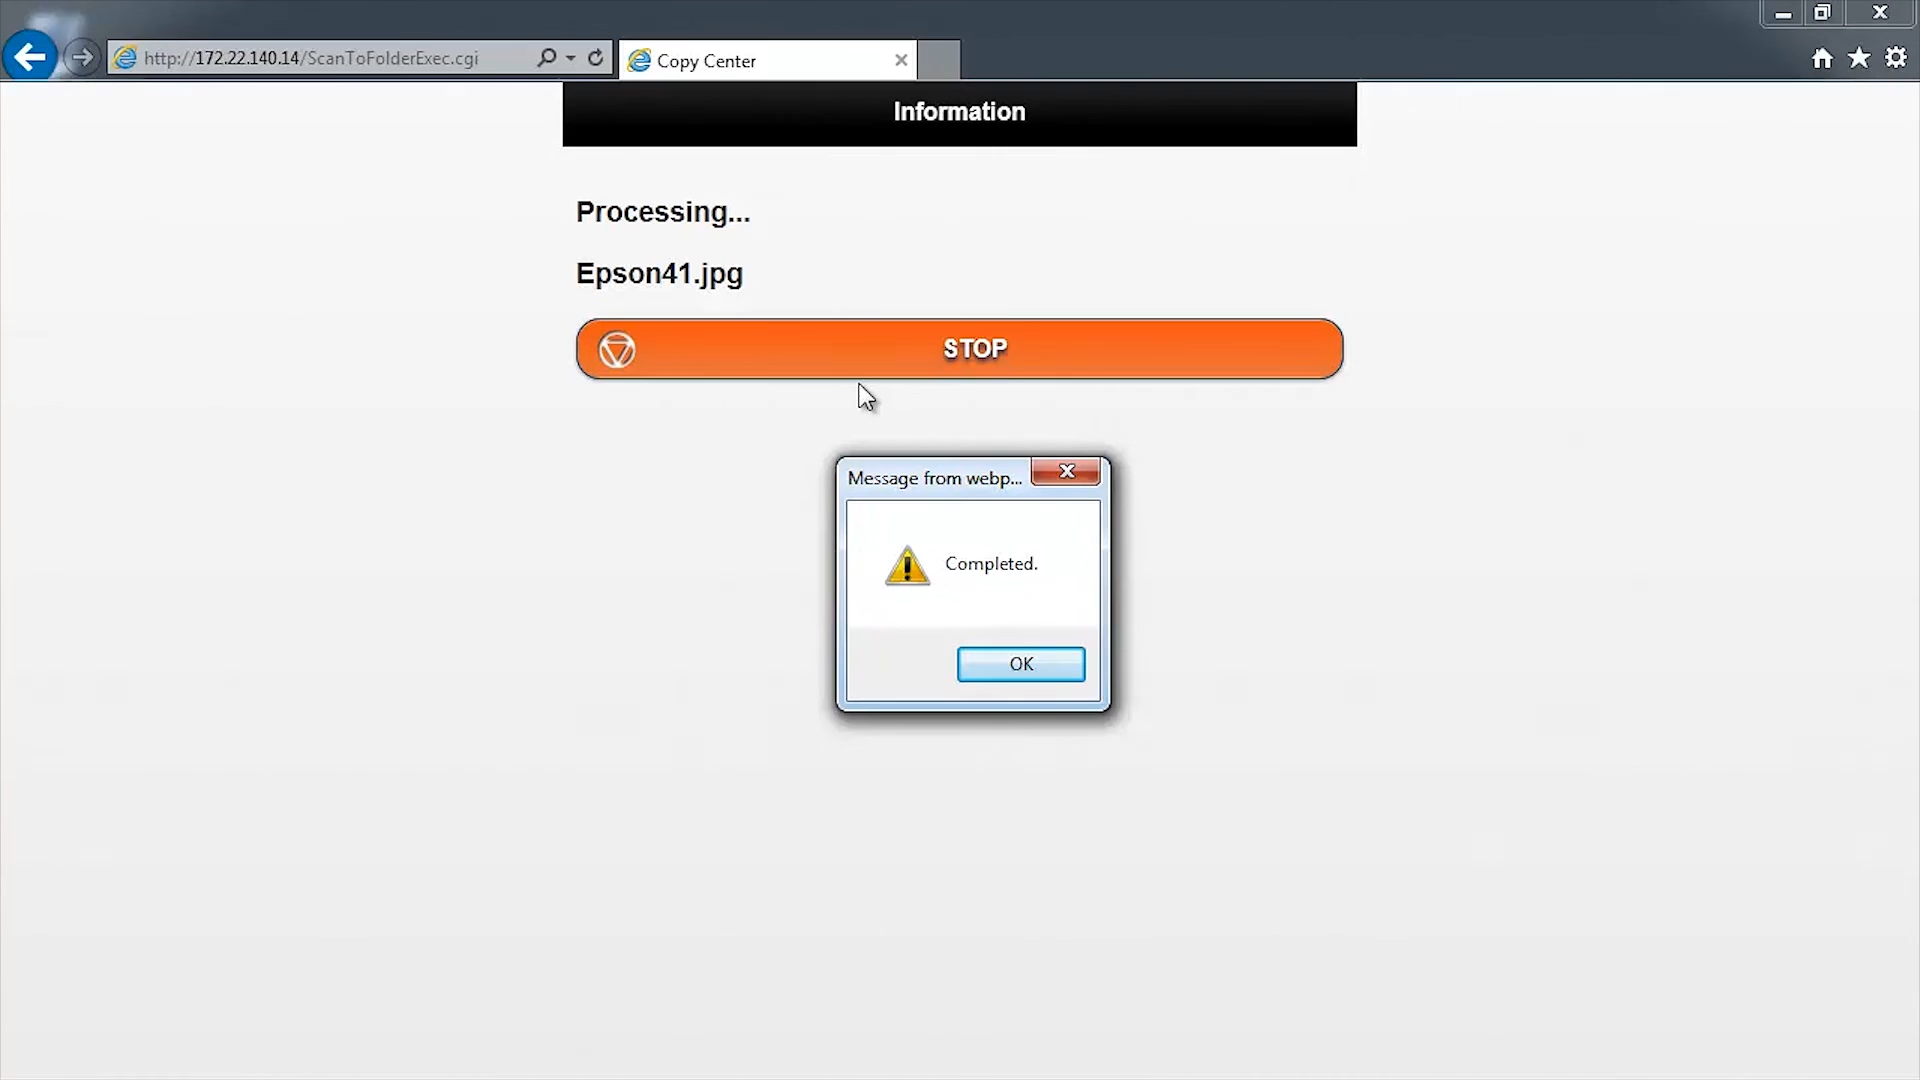 http://172.22.140.14/ScanToFolderExec.cgi
Copy Center
Information
Processing...
Epson41.jpg
STOP
Message from webp...
Completed.
OK